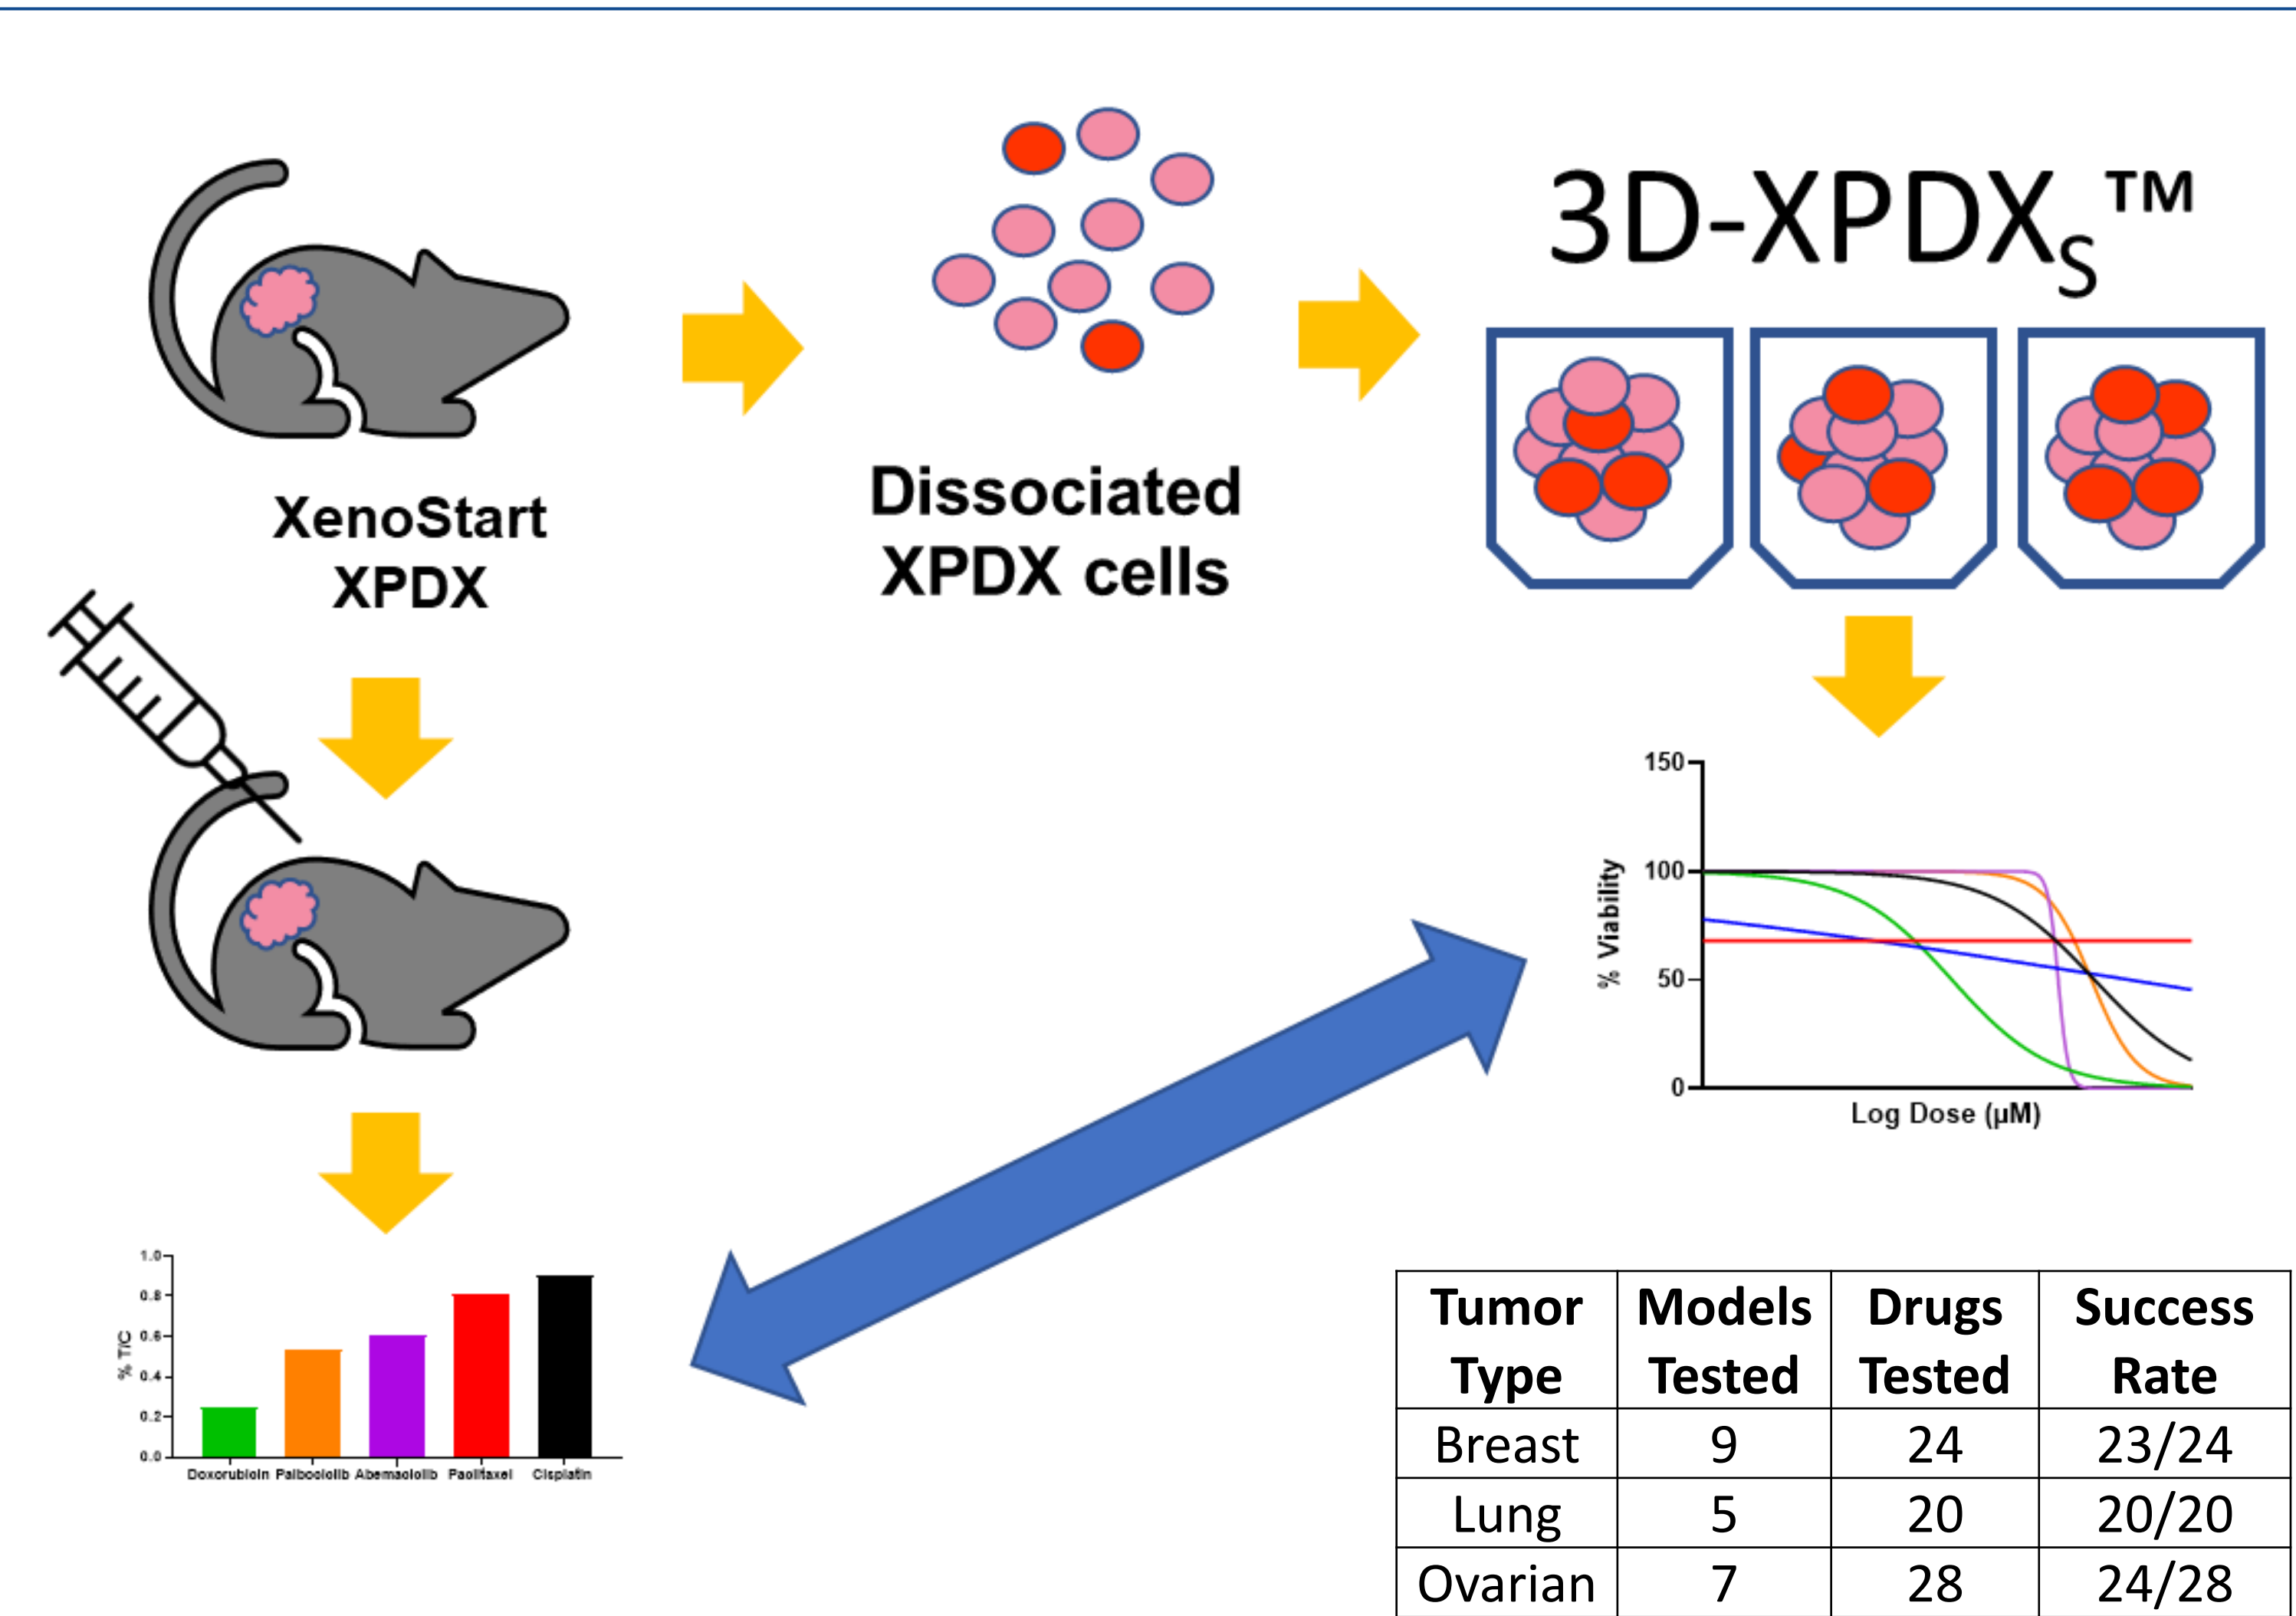 XenoStart
XPDX
Dissociated
XPDX cells
3D-XPDXS™
150
100
50
0
% Viability
Log Dose (µM)
1.0
0.8
0.6
0.4
0.2
0.0
% T/C
Doxorubicin Palbociclib Abemaciclib Paclitaxel Cisplatin
Tumor Type Models Tested Drugs Tested Success Rate
Breast 9 24 23/24
Lung 5 20 20/20
Ovarian 7 28 24/28